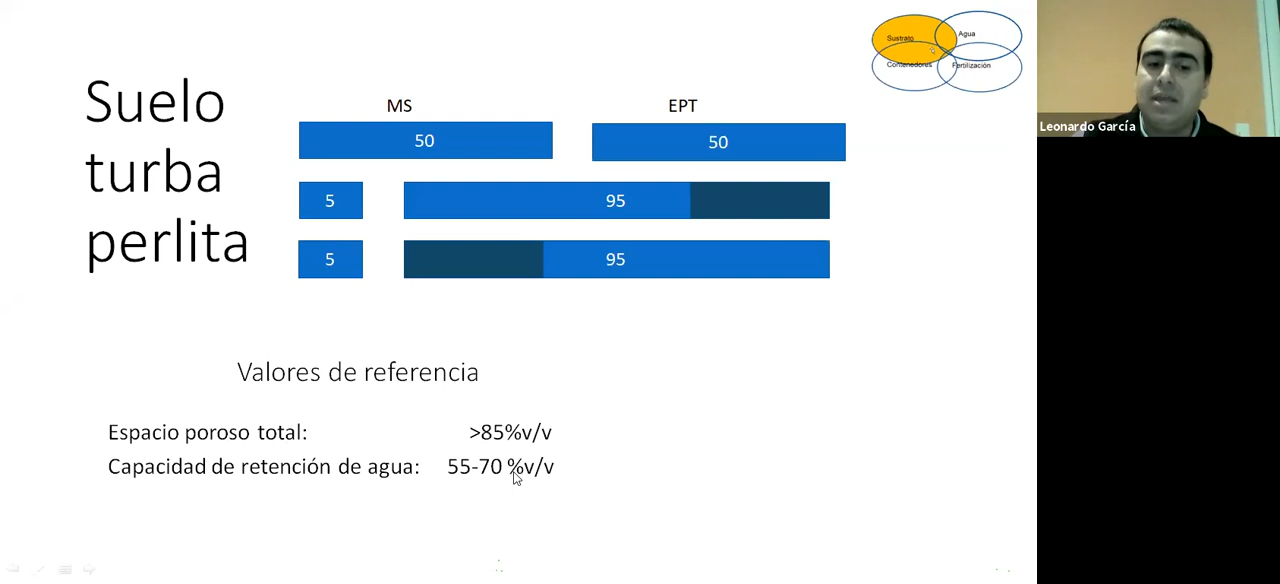 Sustrato
Agua
Contenedores
Fertilización
Leonardo García
Suelo
turba
perlita
MS
EPT
50
50
5
95
5
95
Valores de referencia
Espacio poroso total: >85%v/v
Capacidad de retención de agua: 55-70 %v/v